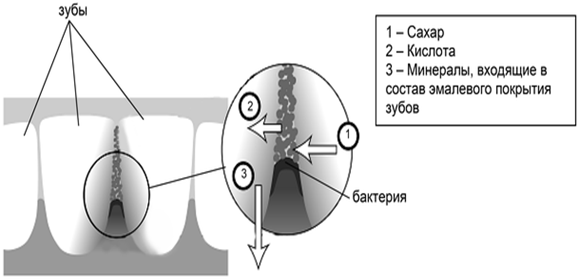 зубы
1 – Сахар
2 – Кислота
3 – Минералы, входящие в
состав эмалевого покрытия
зубов
2
1
3
бактерия